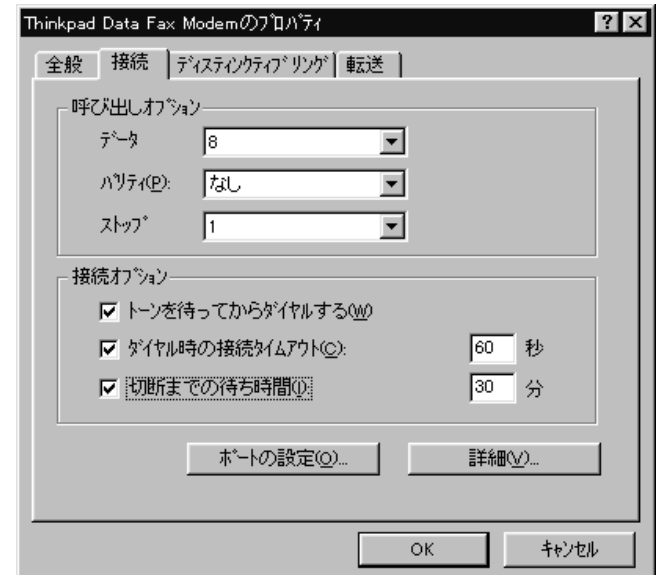 Thinkpad Data Fax Modemのﾌﾟﾛﾊﾟﾃｨ
全般 接続 ﾃﾞｨｽﾃｨﾝｸﾃｨﾌﾞ ﾘﾝｸﾞ 転送
呼び出しｵﾌﾟｼｮﾝ
ﾃﾞｰﾀ 8
ﾊﾟﾘﾃｨ(P): なし
ｽﾄｯﾌﾟ 1
接続ｵﾌﾟｼｮﾝ
ﾄｰﾝを待ってからﾀﾞｲﾔﾙする(W)
ﾀﾞｲﾔﾙ時の接続ﾀｲﾑｱｳﾄ(C): 60 秒
切断までの待ち時間(I): 30 分
ﾎﾟｰﾄの設定(O)... 詳細(V)...
OK ｷｬﾝｾﾙ